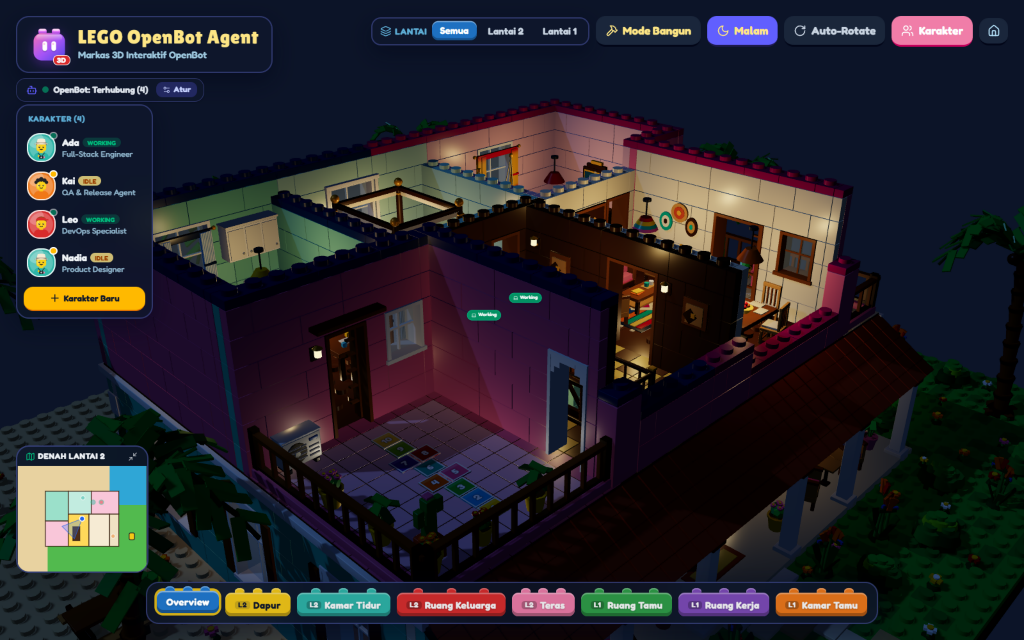 LEGO OpenBot Agent
3D
Markas 3D Interaktif OpenBot
LANTAI Semua Lantai 2 Lantai 1
Mode Bangun
Malam
Auto-Rotate
Karakter
OpenBot: Terhubung (4) Atur
KARAKTER (4)
Ada WORKING
Full-Stack Engineer
Kai IDLE
QA & Release Agent
Leo WORKING
DevOps Specialist
Nadia IDLE
Product Designer
+ Karakter Baru
Working
Working
DENAH LANTAI 2
Overview
L2 Dapur
L2 Kamar Tidur
L2 Ruang Keluarga
L2 Teras
L1 Ruang Tamu
L1 Ruang Kerja
L1 Kamar Tamu